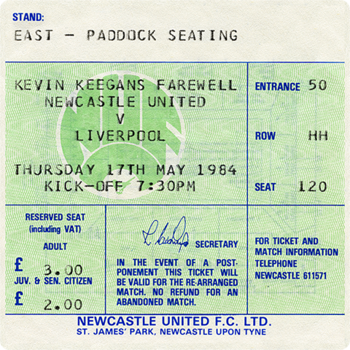 STAND:
EAST - PADDOCK SEATING
KEVIN KEEGANS FAREWELL
NEWCASTLE UNITED
V
LIVERPOOL
THURSDAY 17TH MAY 1984
KICK-OFF 7:30PM
ENTRANCE 50
ROW HH
SEAT 120
RESERVED SEAT
(including VAT)
ADULT
£ 3.00
JUV. & SEN. CITIZEN
£ 2.00
SECRETARY
IN THE EVENT OF A POST-
PONEMENT THIS TICKET WILL
BE VALID FOR THE RE-ARRANGED
MATCH. NO REFUND FOR AN
ABANDONED MATCH.
FOR TICKET AND
MATCH INFORMATION
TELEPHONE
NEWCASTLE 611571
NEWCASTLE UNITED F.C. LTD.
ST. JAMES' PARK, NEWCASTLE UPON TYNE